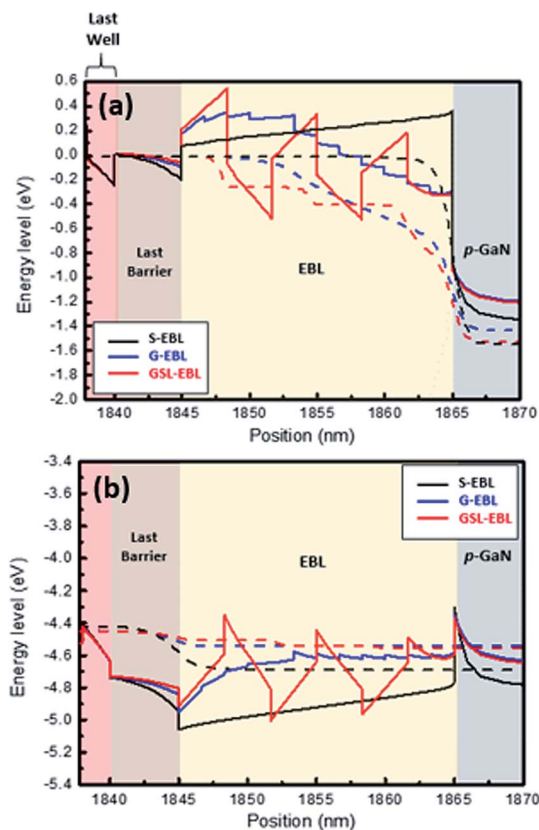 Last
Well
(a)
Energy level (eV)
0.6
0.4
0.2
0.0
-0.2
-0.4
-0.6
-0.8
-1.0
-1.2
-1.4
-1.6
-1.8
-2.0
Last
Barrier
EBL
p-GaN
S-EBL
G-EBL
GSL-EBL
1840 1845 1850 1855 1860 1865 1870
Position (nm)
(b)
Energy level (eV)
-3.4
-3.6
-3.8
-4.0
-4.2
-4.4
-4.6
-4.8
-5.0
-5.2
-5.4
Last
Barrier
EBL
p-GaN
S-EBL
G-EBL
GSL-EBL
1840 1845 1850 1855 1860 1865 1870
Position (nm)